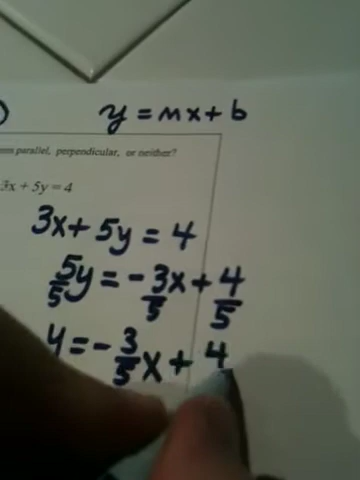 )
y = mx + b
parallel, perpendicular, or neither?
3x + 5y = 4
3x + 5y = 4
5y/5 = -3x/5 + 4/5
y = -3/5 x + 4